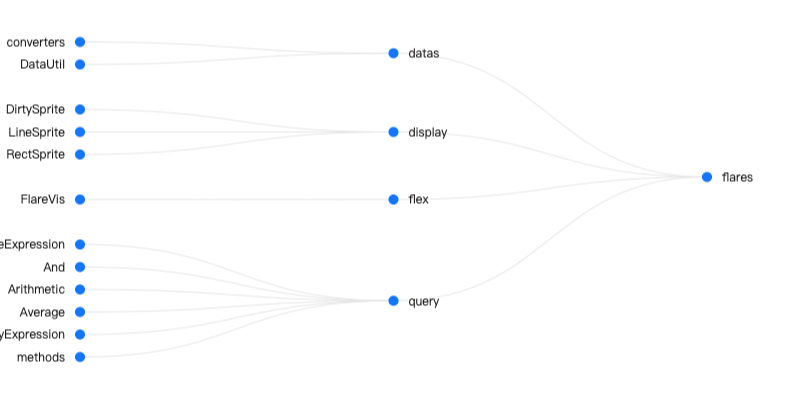 converters
DataUtil
DirtySprite
LineSprite
RectSprite
FlareVis
eExpression
And
Arithmetic
Average
yExpression
methods
datas
display
flex
query
flares